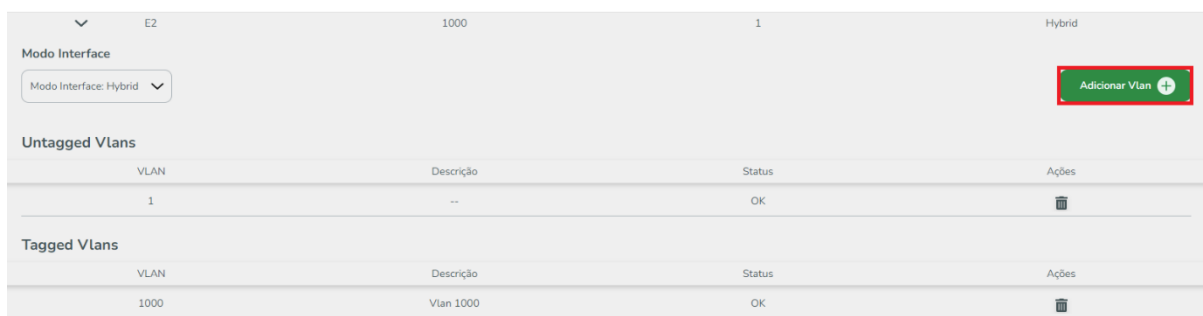 E2 1000 1 Hybrid
Modo Interface
Modo Interface: Hybrid
Adicionar Vlan
Untagged Vlans
VLAN Descrição Status Ações
1 -- OK
Tagged Vlans
VLAN Descrição Status Ações
1000 Vlan 1000 OK